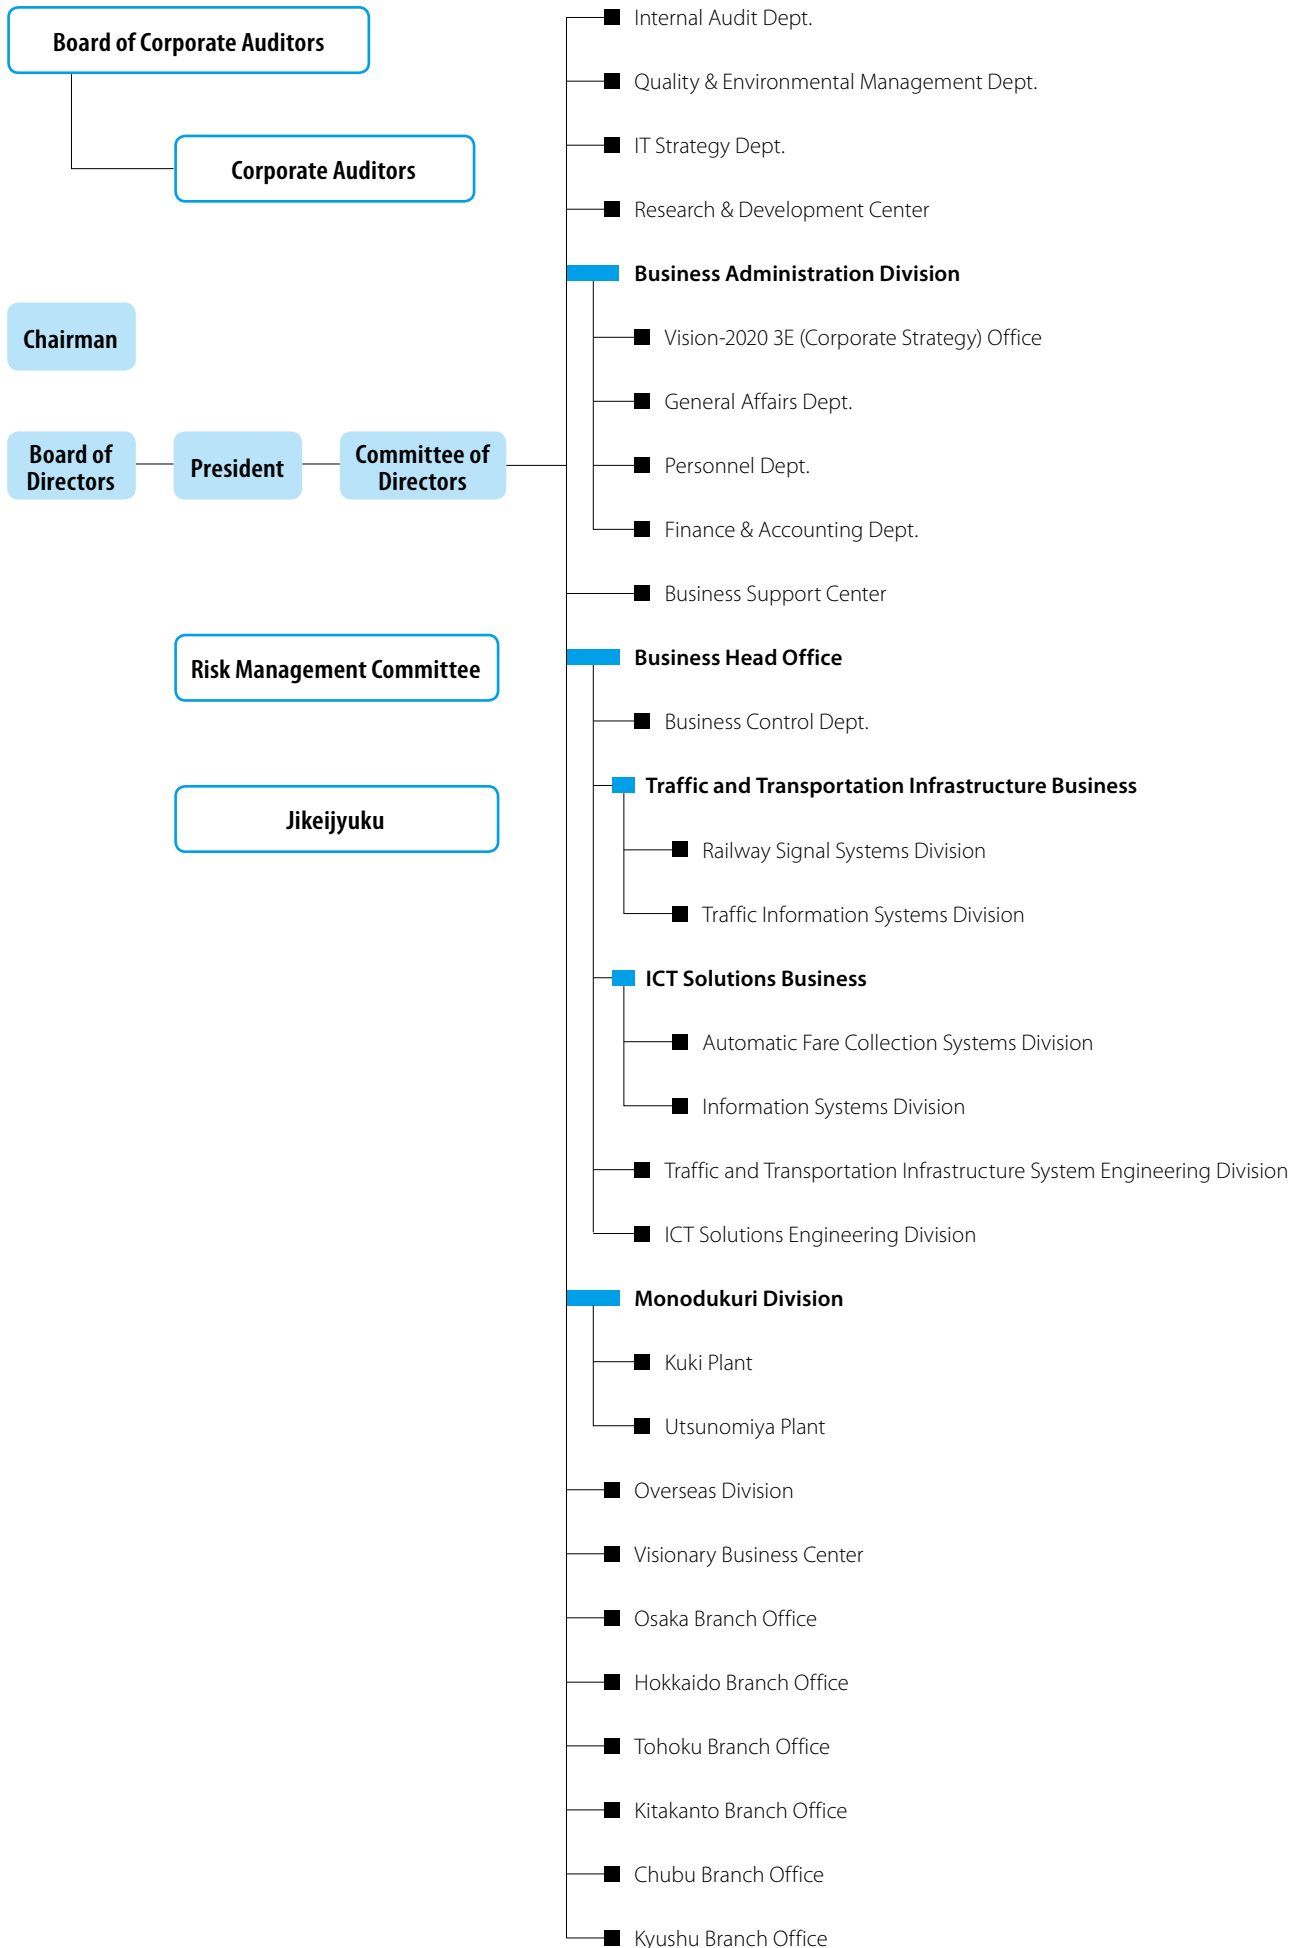 Board of Corporate Auditors
Corporate Auditors
Chairman
Board of
Directors
President
Committee of
Directors
Risk Management Committee
Jikeijyuku
Internal Audit Dept.
Quality & Environmental Management Dept.
IT Strategy Dept.
Research & Development Center
Business Administration Division
Vision-2020 3E (Corporate Strategy) Office
General Affairs Dept.
Personnel Dept.
Finance & Accounting Dept.
Business Support Center
Business Head Office
Business Control Dept.
Traffic and Transportation Infrastructure Business
Railway Signal Systems Division
Traffic Information Systems Division
ICT Solutions Business
Automatic Fare Collection Systems Division
Information Systems Division
Traffic and Transportation Infrastructure System Engineering Division
ICT Solutions Engineering Division
Monodukuri Division
Kuki Plant
Utsunomiya Plant
Overseas Division
Visionary Business Center
Osaka Branch Office
Hokkaido Branch Office
Tohoku Branch Office
Kitakanto Branch Office
Chubu Branch Office
Kyushu Branch Office